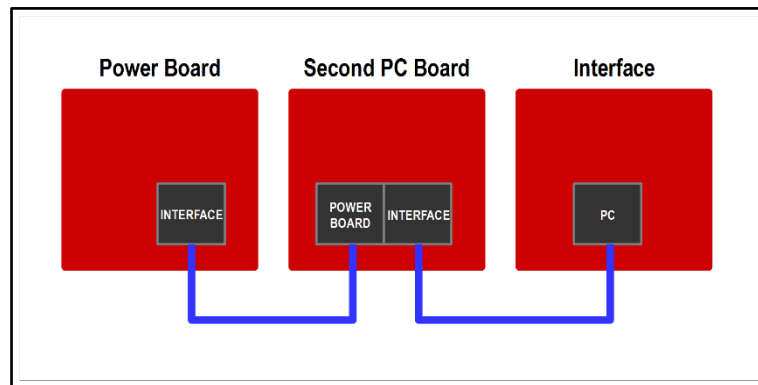 Power Board
Second PC Board
Interface
INTERFACE
POWER
BOARD
INTERFACE
PC